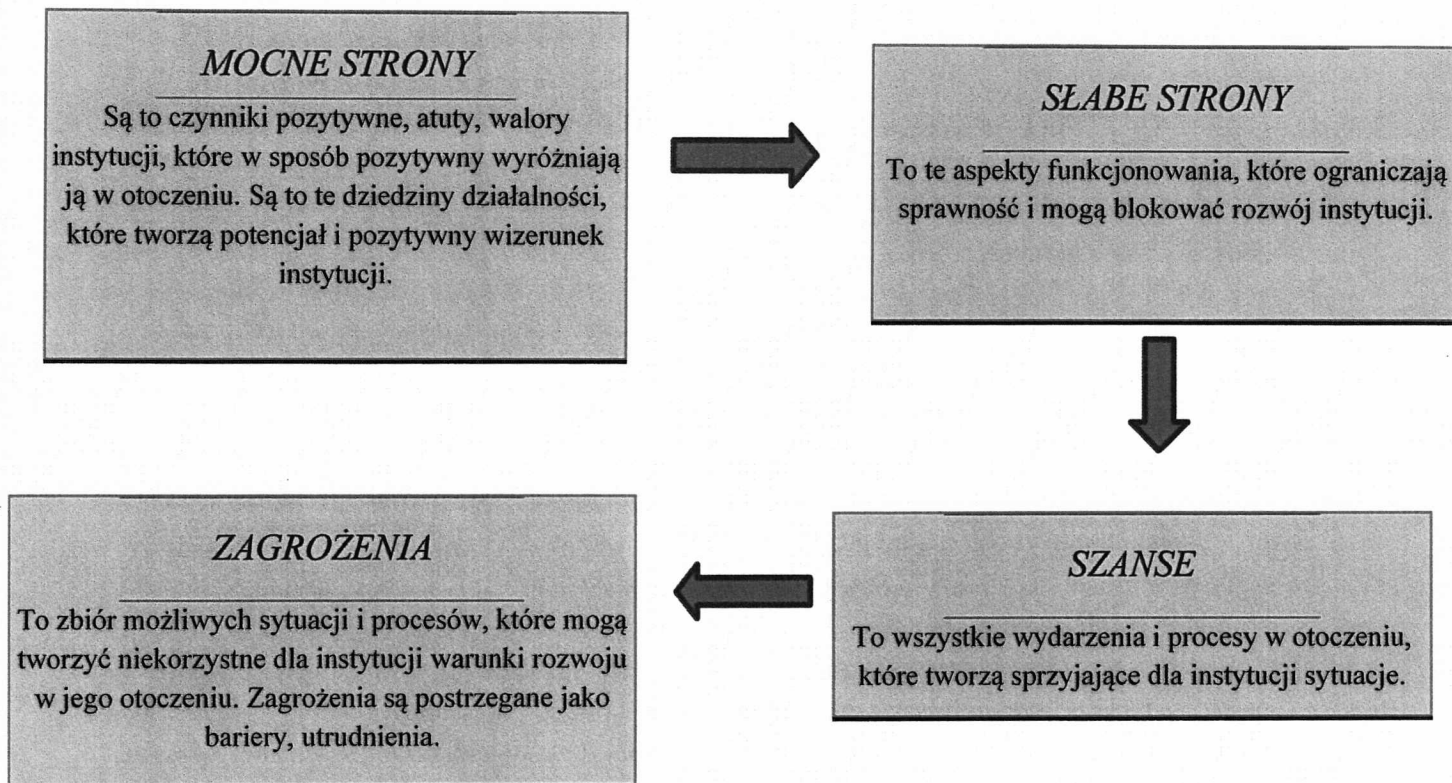 MOCNE STRONY
Są to czynniki pozytywne, atuty, walory
instytucji, które w sposób pozytywny wyróżniają
ją w otoczeniu. Są to te dziedziny działalności,
które tworzą potencjał i pozytywny wizerunek
instytucji.
SŁABE STRONY
To te aspekty funkcjonowania, które ograniczają
sprawność i mogą blokować rozwój instytucji.
SZANSE
To wszystkie wydarzenia i procesy w otoczeniu,
które tworzą sprzyjające dla instytucji sytuacje.
ZAGROŻENIA
To zbiór możliwych sytuacji i procesów, które mogą
tworzyć niekorzystne dla instytucji warunki rozwoju
w jego otoczeniu. Zagrożenia są postrzegane jako
bariery, utrudnienia.